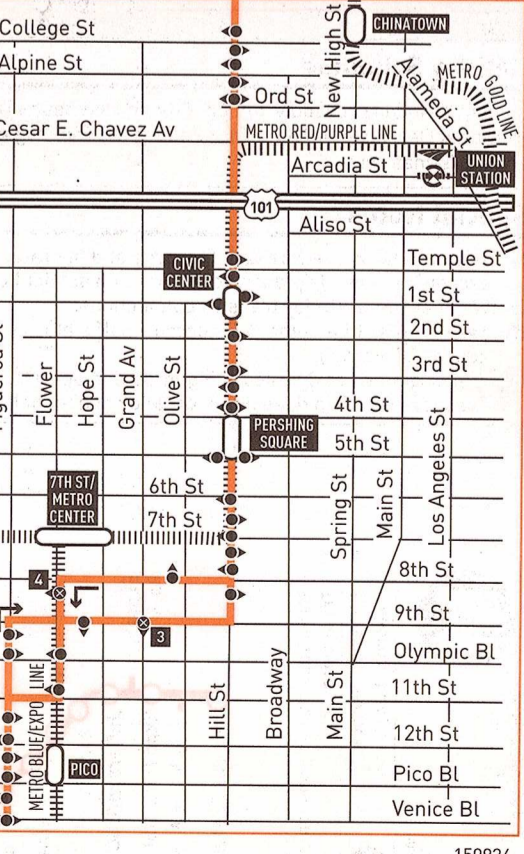 College St
New High St
CHINATOWN
Alpine St
Alameda St
METRO GOLD LINE
Ord St
Cesar E. Chavez Av
METRO RED/PURPLE LINE
Arcadia St
UNION
STATION
101
Aliso St
CIVIC
CENTER
Temple St
1st St
2nd St
3rd St
Flower
Hope St
Grand Av
Olive St
4th St
PERSHING
SQUARE
5th St
7TH ST/
METRO
CENTER
6th St
7th St
Spring St
Main St
Los Angeles St
4
8th St
3
9th St
Olympic Bl
METRO BLUE/EXPO LINE
Hill St
Broadway
Main St
11th St
12th St
PICO
Pico Bl
Venice Bl